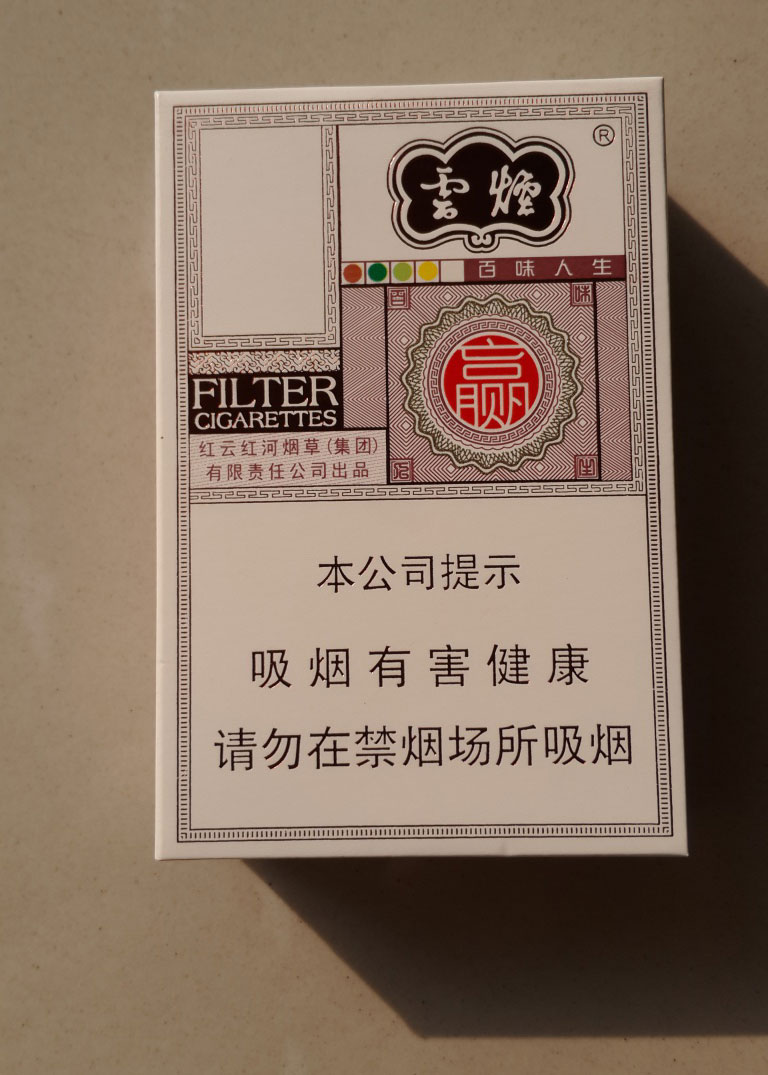 雲煙
®
百味人生
百 味
赢
FILTER
CIGARETTES
红云红河烟草(集团)
有限责任公司出品
本公司提示
吸烟有害健康
请勿在禁烟场所吸烟